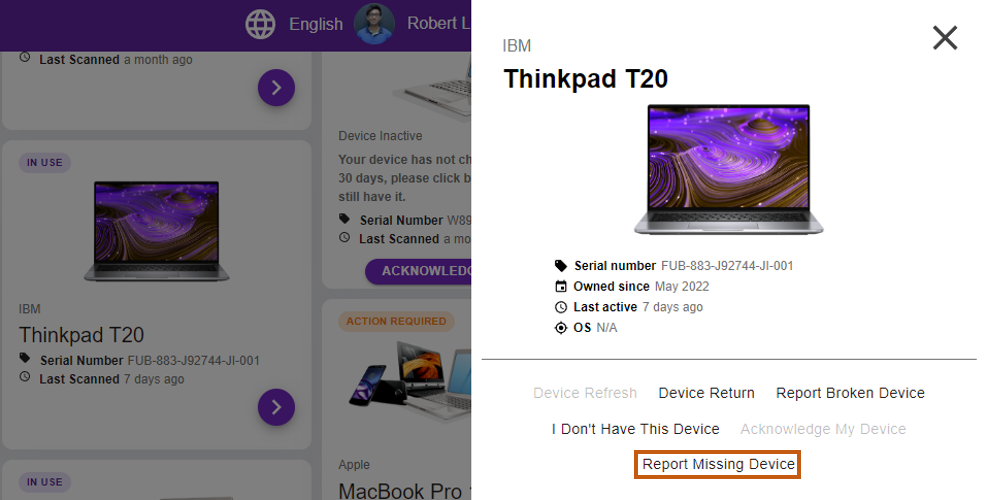 English
Robert L
Last Scanned a month ago
IN USE
IBM
Thinkpad T20
Serial Number FUB-883-J92744-JI-001
Last Scanned 7 days ago
IN USE
Device Inactive
Your device has not ch
30 days, please click b
still have it.
Serial Number W89
Last Scanned a mo
ACKNOWLEDG
ACTION REQUIRED
Apple
MacBook Pro
IBM
Thinkpad T20
Serial number FUB-883-J92744-JI-001
Owned since May 2022
Last active 7 days ago
OS N/A
Device Refresh Device Return Report Broken Device
I Don't Have This Device Acknowledge My Device
Report Missing Device